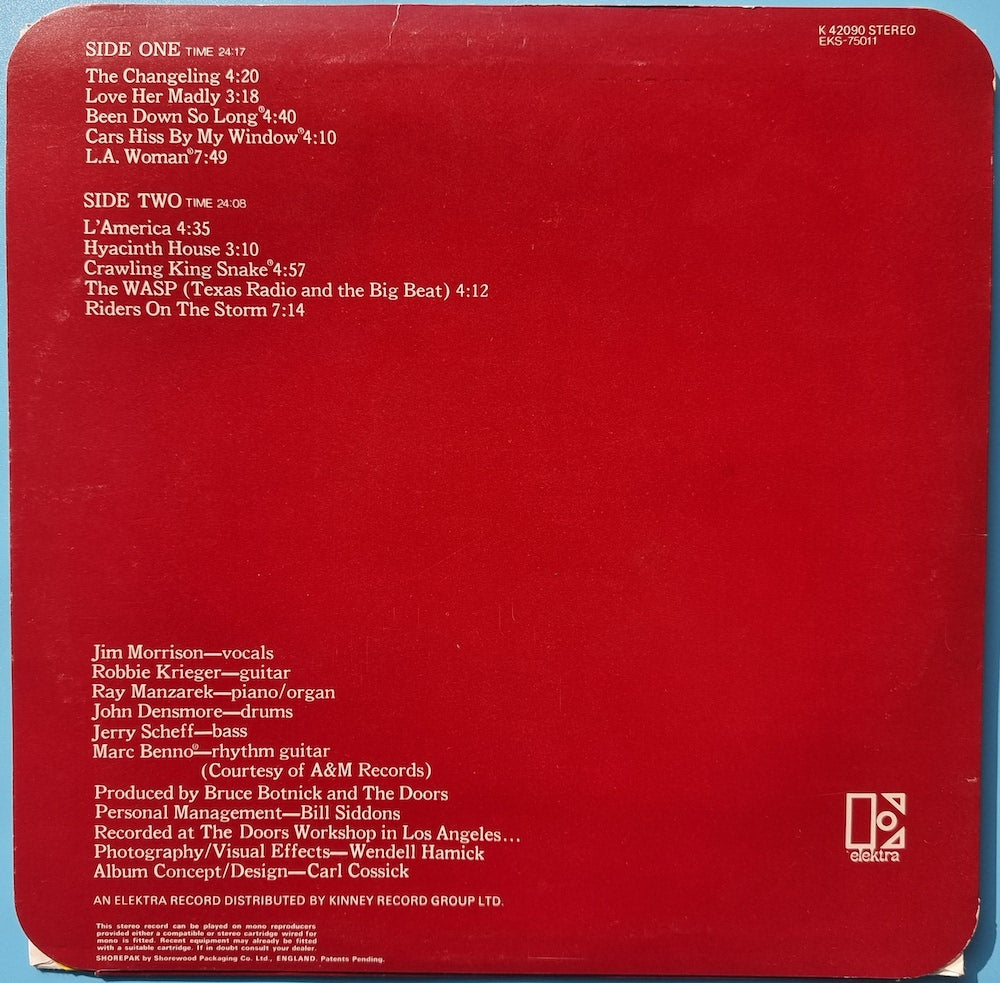 SIDE ONE TIME 24:17
The Changeling 4:20
Love Her Madly 3:18
Been Down So Long℗4:40
Cars Hiss By My Window℗4:10
L.A. Woman℗7:49
SIDE TWO TIME 24:08
L'America 4:35
Hyacinth House 3:10
Crawling King Snake℗4:57
The WASP (Texas Radio and the Big Beat) 4:12
Riders On The Storm 7:14
K 42090 STEREO
EKS-75011
Jim Morrison—vocals
Robbie Krieger—guitar
Ray Manzarek—piano/organ
John Densmore—drums
Jerry Scheff—bass
Marc Benno℗—rhythm guitar
(Courtesy of A&M Records)
Produced by Bruce Botnick and The Doors
Personal Management—Bill Siddons
Recorded at The Doors Workshop in Los Angeles...
Photography/Visual Effects—Wendell Hamick
Album Concept/Design—Carl Cossick
elektra
AN ELEKTRA RECORD DISTRIBUTED BY KINNEY RECORD GROUP LTD.
This stereo record can be played on mono reproducers
provided either a compatible or stereo cartridge wired for
mono is fitted. Recent equipment may already be fitted
with a suitable cartridge. If in doubt consult your dealer.
SHOREPAK by Shorewood Packaging Co. Ltd., ENGLAND. Patents Pending.